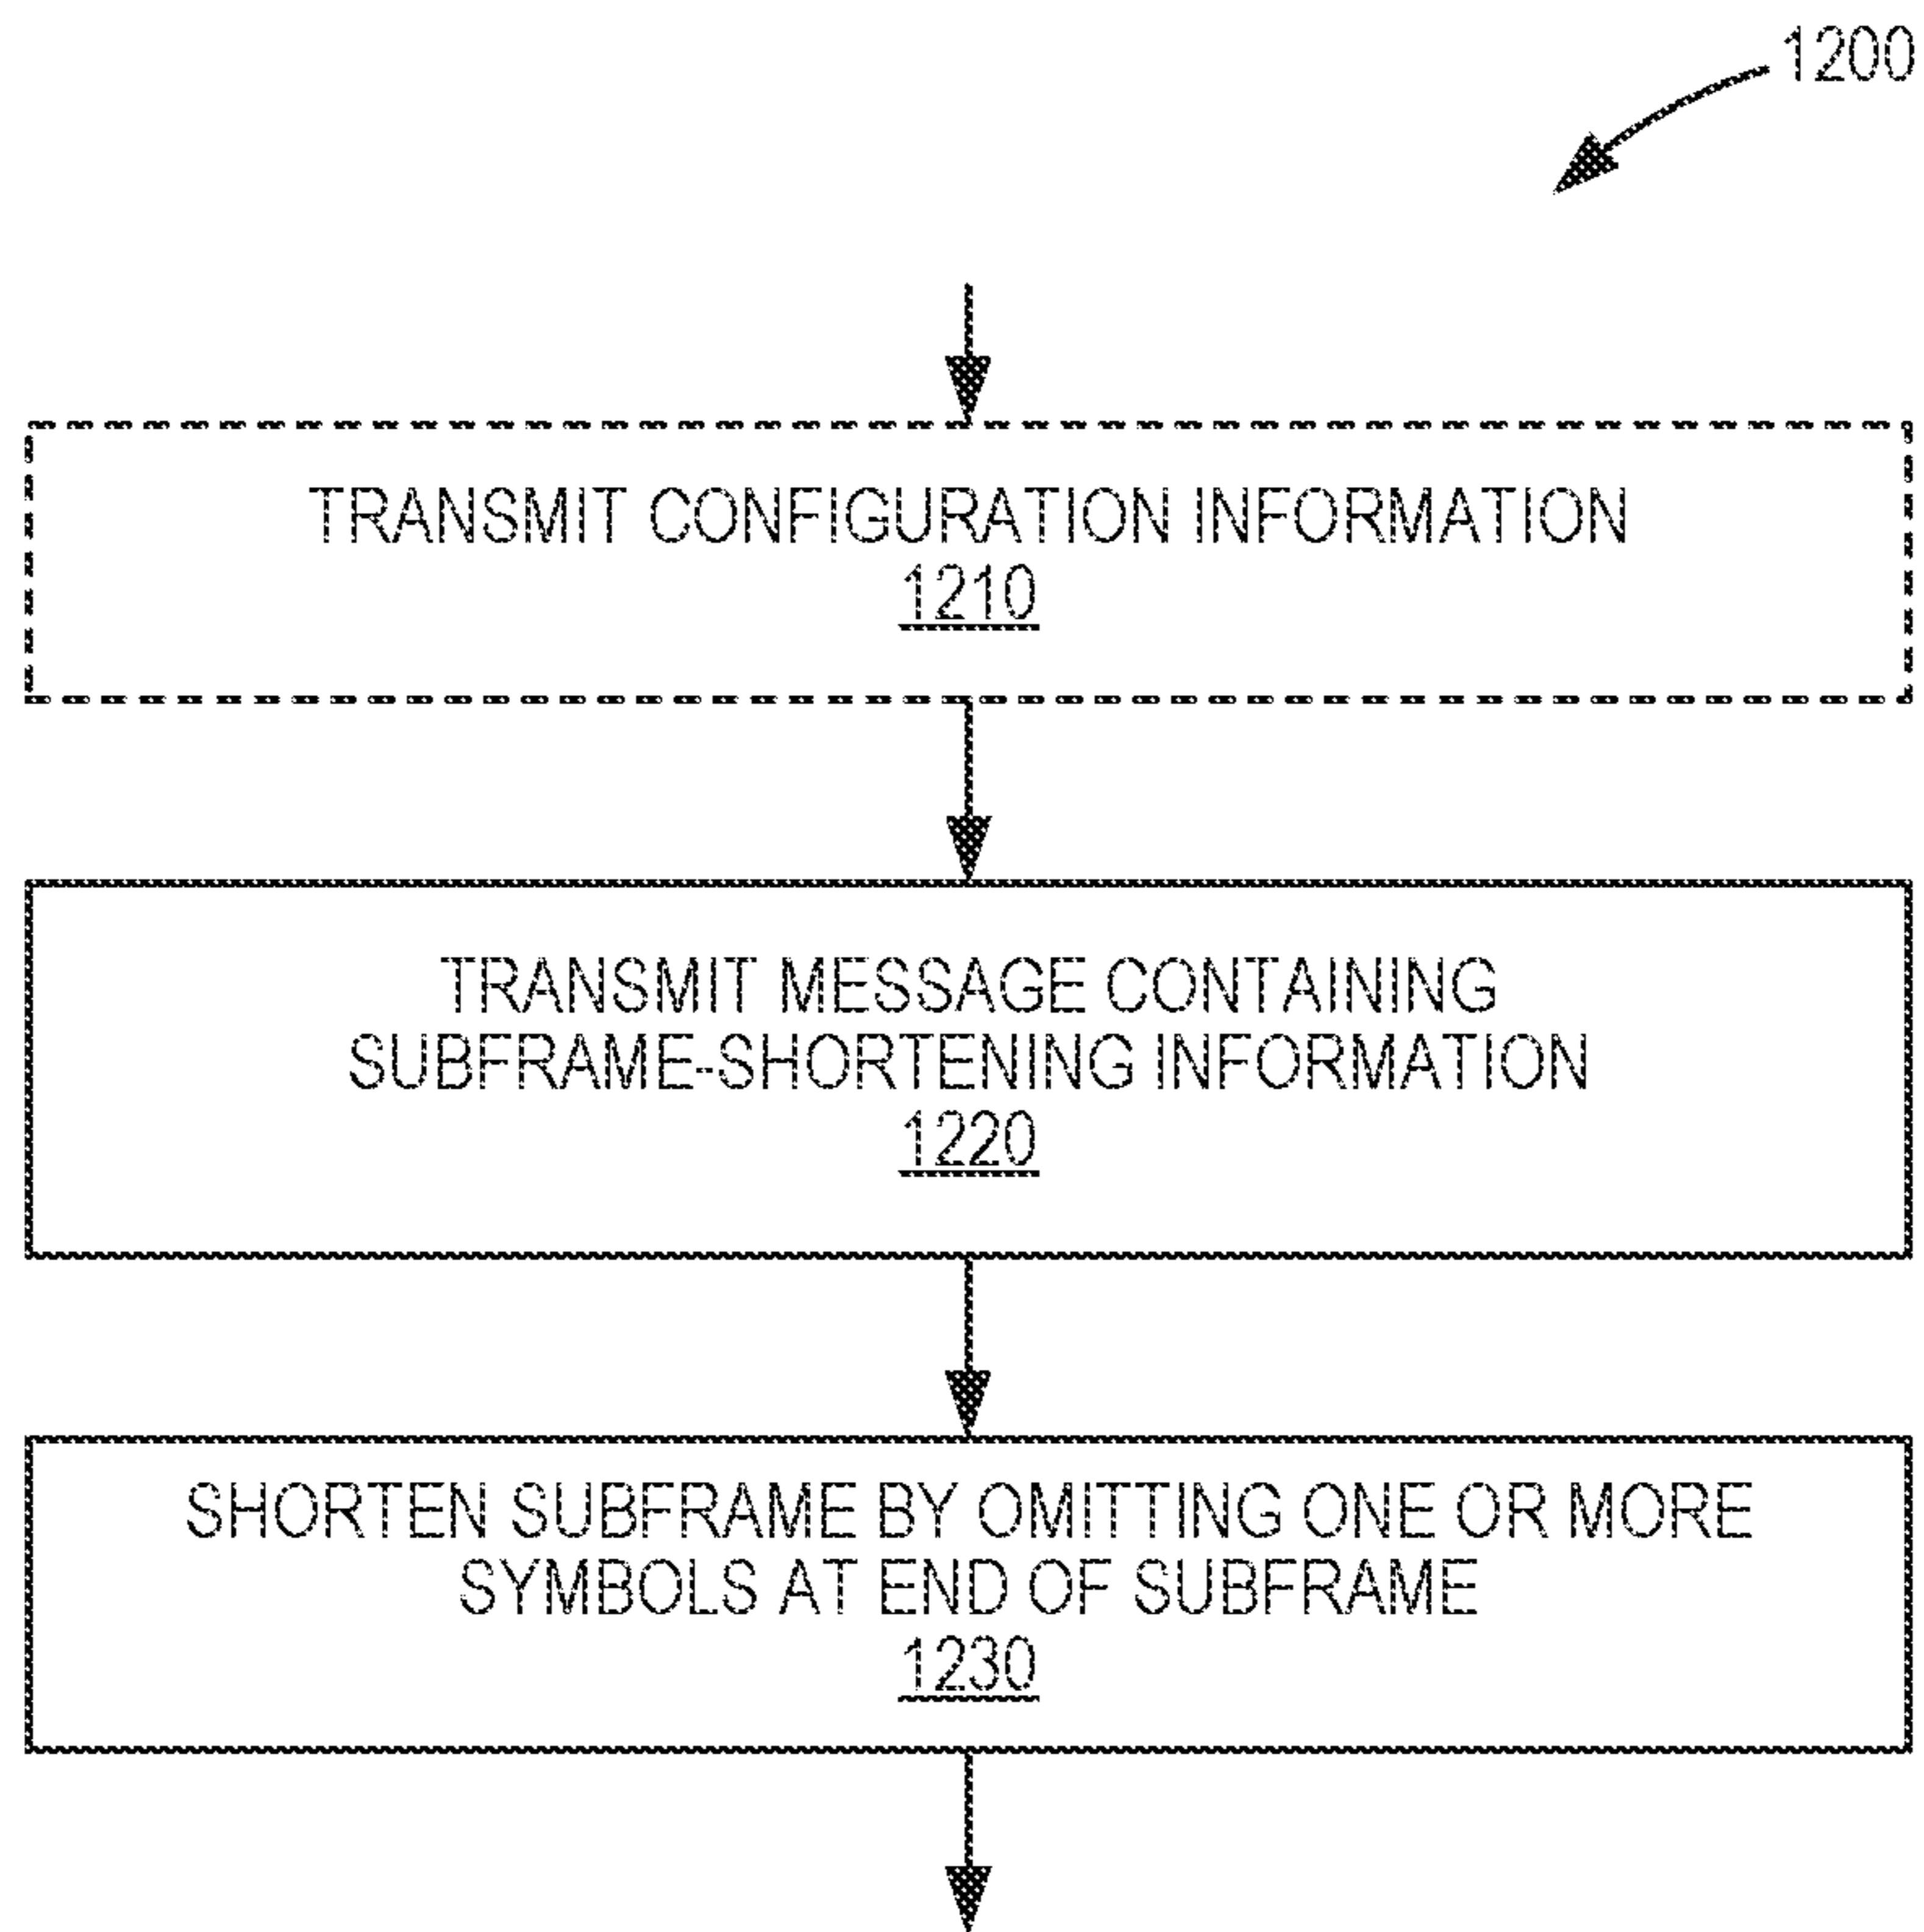 1200
TRANSMIT CONFIGURATION INFORMATION
1210
TRANSMIT MESSAGE CONTAINING
SUBFRAME-SHORTENING INFORMATION
1220
SHORTEN SUBFRAME BY OMITTING ONE OR MORE
SYMBOLS AT END OF SUBFRAME
1230